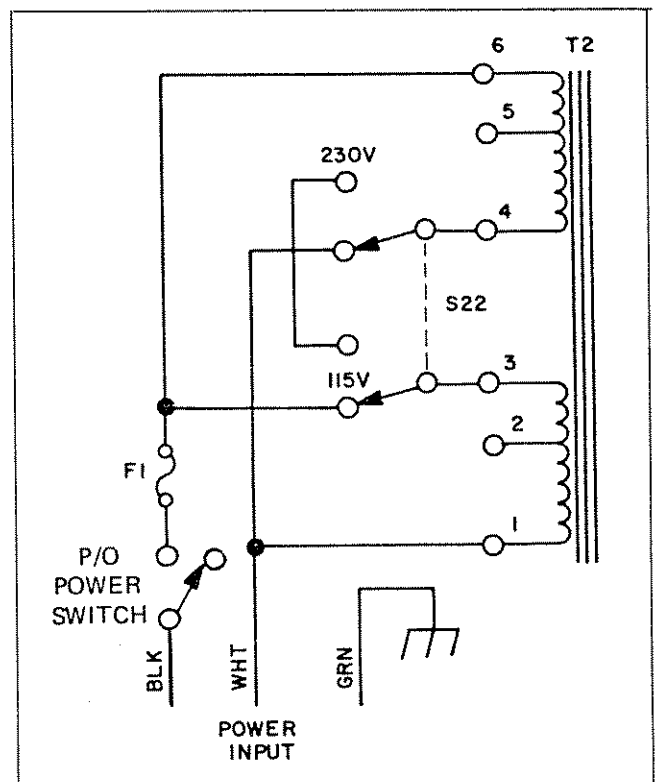 6 T2
5
230V
4
S22
115V
3
2
F1
1
P/O
POWER
SWITCH
BLK
WHT
GRN
POWER
INPUT